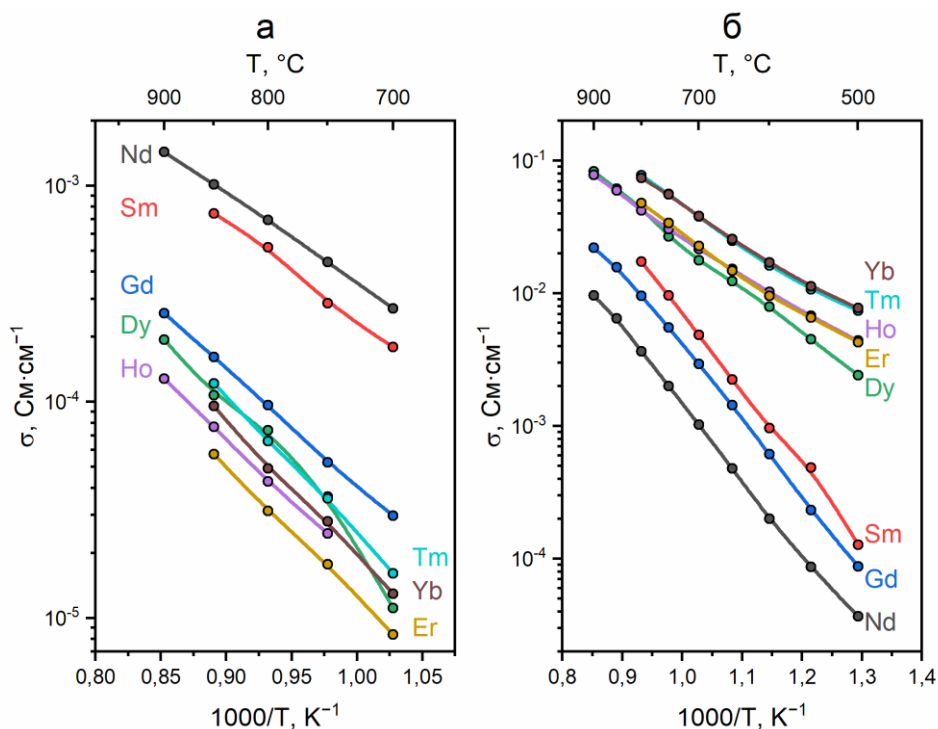 а
T, °C
900 800 700
10⁻³
10⁻⁴
10⁻⁵
σ, См·см⁻¹
Nd
Sm
Gd
Dy
Ho
Tm
Yb
Er
0,80 0,85 0,90 0,95 1,00 1,05
1000/T, K⁻¹
б
T, °C
900 700 500
10⁻¹
10⁻²
10⁻³
10⁻⁴
σ, См·см⁻¹
Yb
Tm
Ho
Er
Dy
Sm
Gd
Nd
0,8 0,9 1,0 1,1 1,2 1,3 1,4
1000/T, K⁻¹